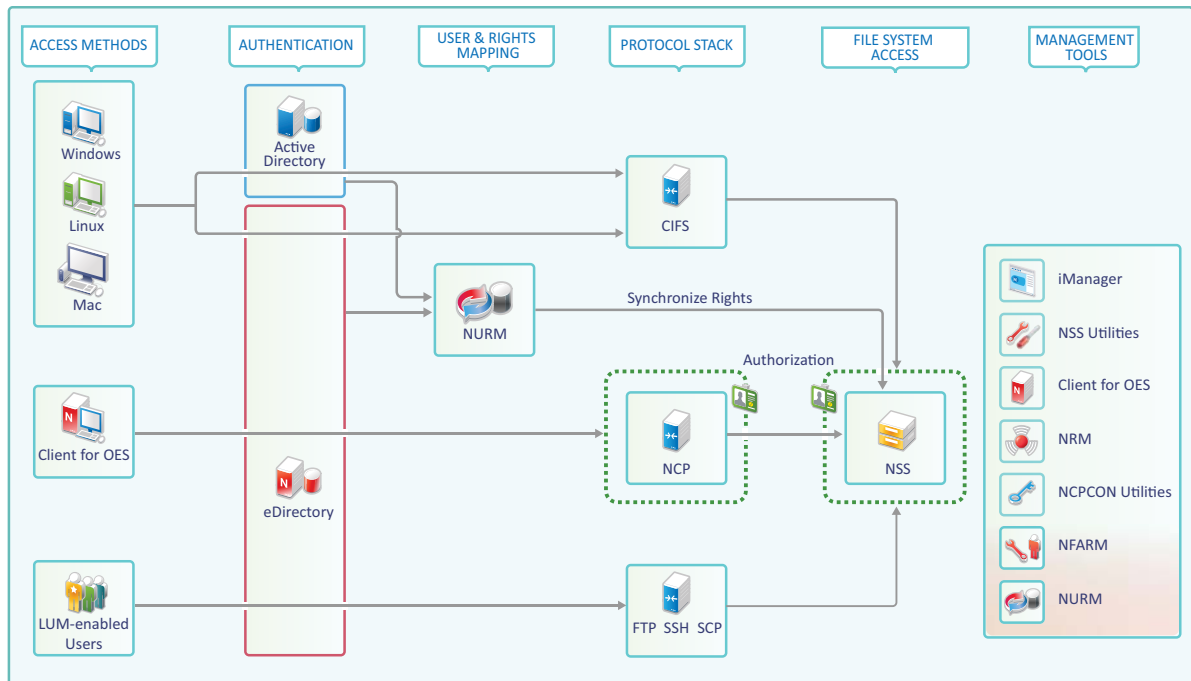 ACCESS METHODS
AUTHENTICATION
USER & RIGHTS
MAPPING
PROTOCOL STACK
FILE SYSTEM
ACCESS
MANAGEMENT
TOOLS
Windows
Linux
Mac
Active
Directory
CIFS
NURM
Synchronize Rights
Authorization
N
Client for OES
N
eDirectory
NCP
NSS
LUM-enabled
Users
FTP SSH SCP
iManager
NSS Utilities
N
Client for OES
NRM
NCPCON Utilities
NFARM
NURM